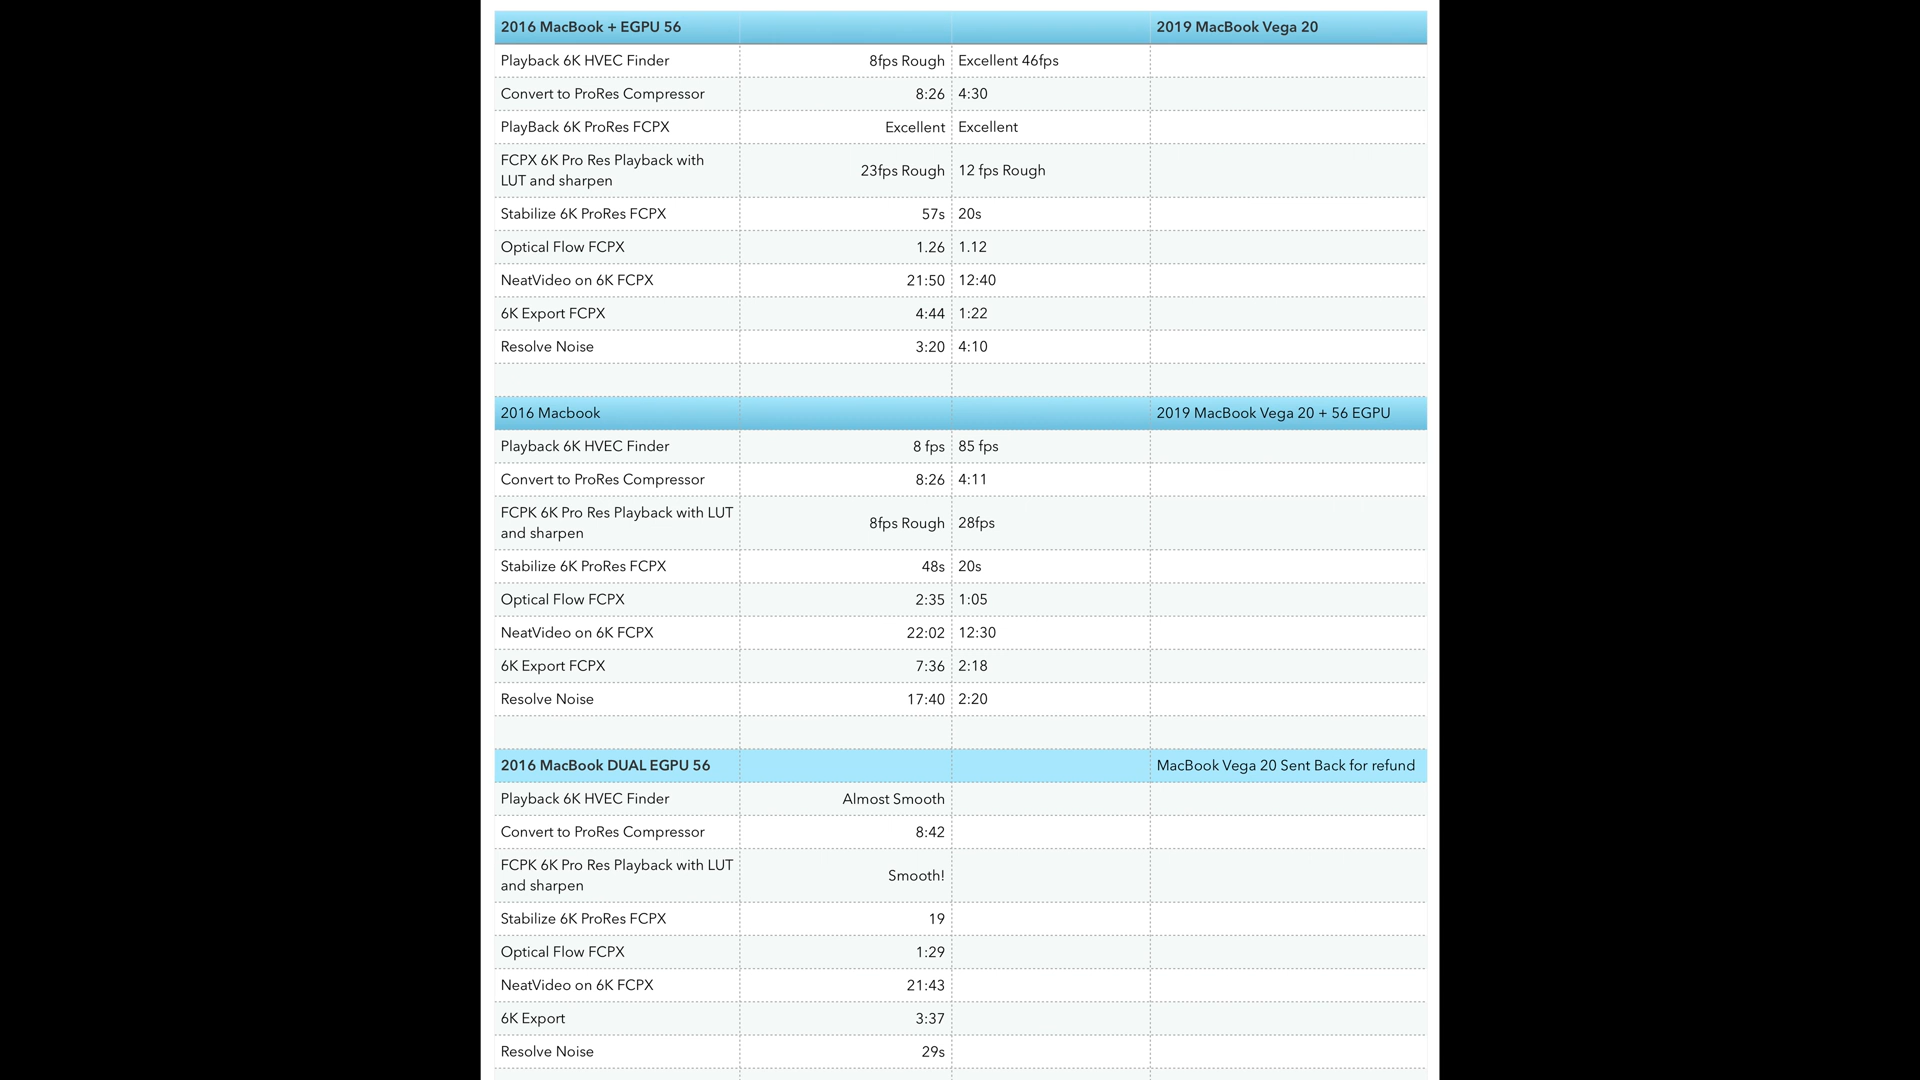 2016 MacBook + EGPU 56 2019 MacBook Vega 20
Playback 6K HVEC Finder 8fps Rough Excellent 46fps
Convert to ProRes Compressor 8:26 4:30
PlayBack 6K ProRes FCPX Excellent Excellent
FCPX 6K Pro Res Playback with
LUT and sharpen 23fps Rough 12 fps Rough
Stabilize 6K ProRes FCPX 57s 20s
Optical Flow FCPX 1.26 1.12
NeatVideo on 6K FCPX 21:50 12:40
6K Export FCPX 4:44 1:22
Resolve Noise 3:20 4:10
2016 Macbook 2019 MacBook Vega 20 + 56 EGPU
Playback 6K HVEC Finder 8 fps 85 fps
Convert to ProRes Compressor 8:26 4:11
FCPK 6K Pro Res Playback with LUT
and sharpen 8fps Rough 28fps
Stabilize 6K ProRes FCPX 48s 20s
Optical Flow FCPX 2:35 1:05
NeatVideo on 6K FCPX 22:02 12:30
6K Export FCPX 7:36 2:18
Resolve Noise 17:40 2:20
2016 MacBook DUAL EGPU 56 MacBook Vega 20 Sent Back for refund
Playback 6K HVEC Finder Almost Smooth
Convert to ProRes Compressor 8:42
FCPK 6K Pro Res Playback with LUT
and sharpen Smooth!
Stabilize 6K ProRes FCPX 19
Optical Flow FCPX 1:29
NeatVideo on 6K FCPX 21:43
6K Export 3:37
Resolve Noise 29s